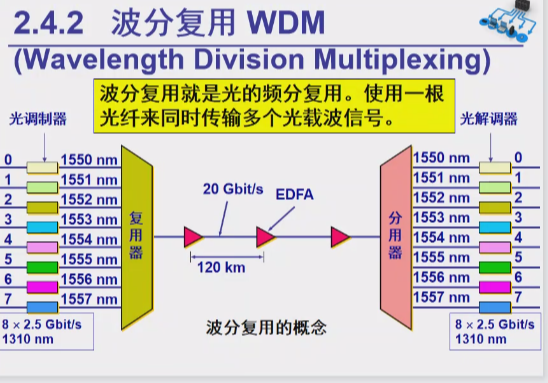 2.4.2 波分复用 WDM
(Wavelength Division Multiplexing)
波分复用就是光的频分复用。使用一根
光纤来同时传输多个光载波信号。
光调制器
光解调器
0 1550 nm
1 1551 nm
2 1552 nm
3 1553 nm
4 1554 nm
5 1555 nm
6 1556 nm
7 1557 nm
8 × 2.5 Gbit/s
1310 nm
复
用
器
20 Gbit/s
EDFA
120 km
波分复用的概念
分
用
器
1550 nm 0
1551 nm 1
1552 nm 2
1553 nm 3
1554 nm 4
1555 nm 5
1556 nm 6
1557 nm 7
8 × 2.5 Gbit/s
1310 nm